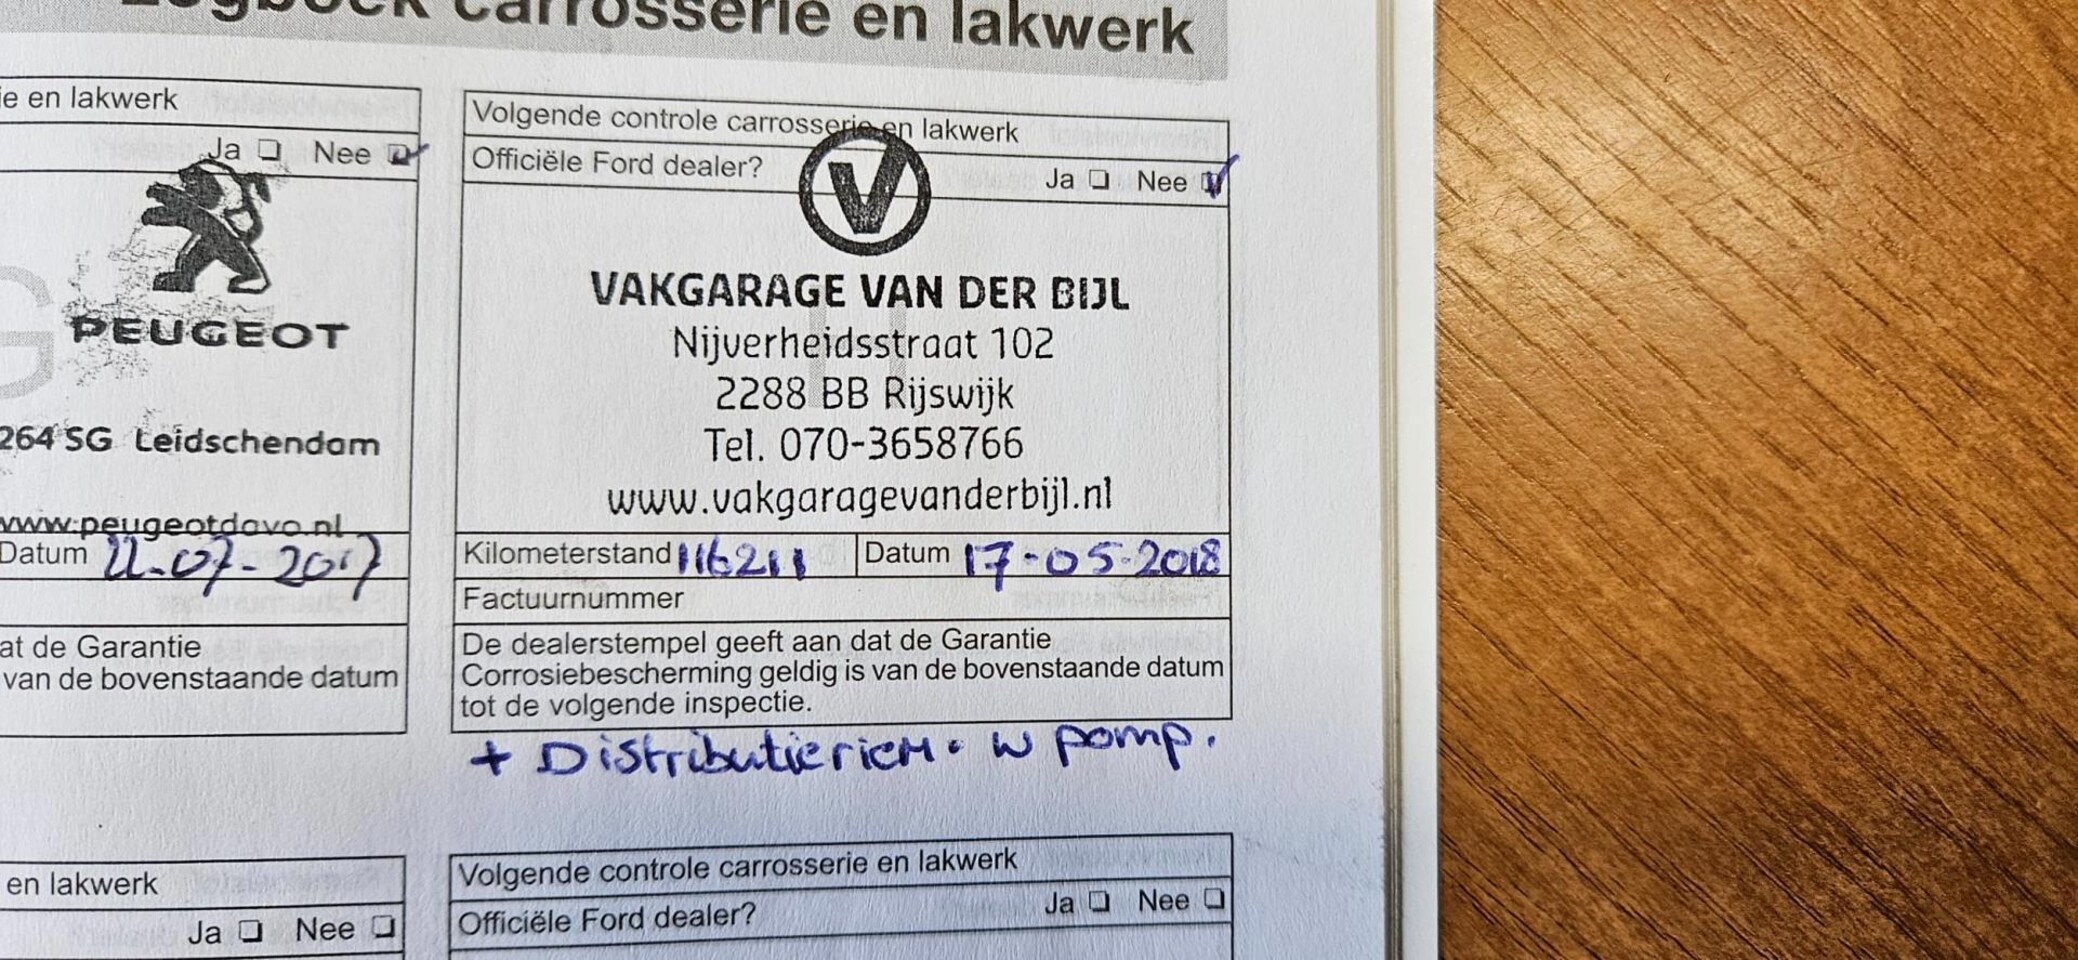 Logboek carrosserie en lakwerk
ie en lakwerk
Ja Nee
PEUGEOT
264 SG Leidschendam
www.peugeotdavo.nl
Datum 11-07-2017
at de Garantie
van de bovenstaande datum
Volgende controle carrosserie en lakwerk
Officiële Ford dealer? Ja Nee
V
VAKGARAGE VAN DER BIJL
Nijverheidsstraat 102
2288 BB Rijswijk
Tel. 070-3658766
www.vakgaragevanderbijl.nl
Kilometerstand 116211 Datum 17-05-2018
Factuurnummer
De dealerstempel geeft aan dat de Garantie
Corrosiebescherming geldig is van de bovenstaande datum
tot de volgende inspectie.
+ Distributieriem. w pomp.
en lakwerk
Ja Nee
Volgende controle carrosserie en lakwerk
Officiële Ford dealer? Ja Nee